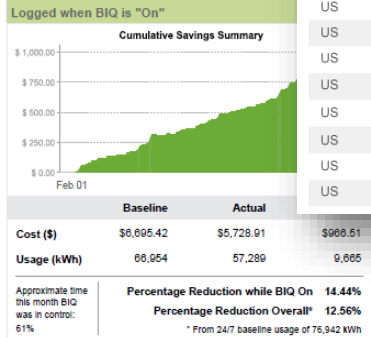 Logged when BIQ is "On"
Cumulative Savings Summary
$ 1,000.00
$ 750.00
$ 500.00
$ 250.00
$ 0.00
Feb 01
US
US
US
US
US
US
US
US
Baseline Actual
Cost ($) $6,695.42 $5,728.91 $966.51
Usage (kWh) 66,954 57,289 9,665
Approximate time
this month BIQ
was in control:
61%
Percentage Reduction while BIQ On 14.44%
Percentage Reduction Overall* 12.56%
* From 24/7 baseline usage of 76,942 kWh